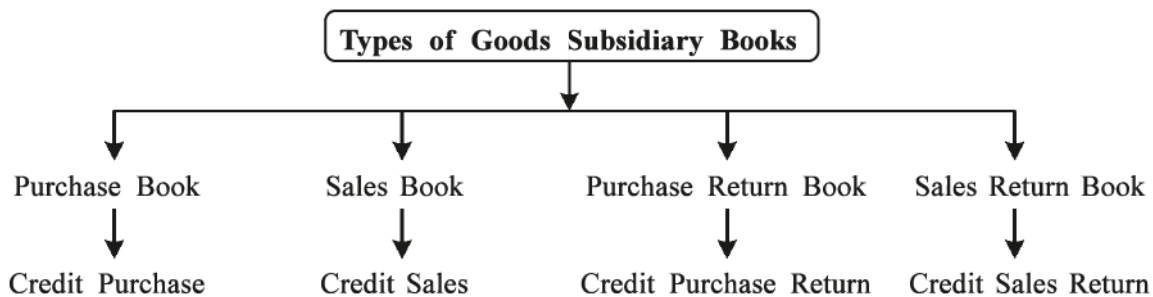 Types of Goods Subsidiary Books
Purchase Book
Sales Book
Purchase Return Book
Sales Return Book
Credit Purchase
Credit Sales
Credit Purchase Return
Credit Sales Return